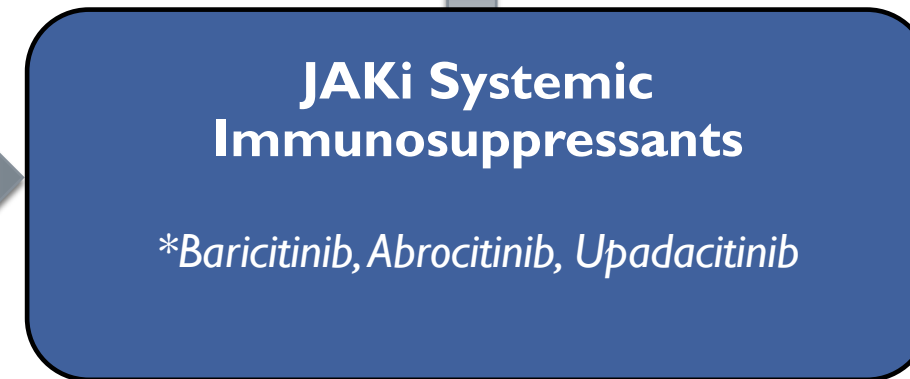 JAKi Systemic
Immunosuppressants
*Baricitinib, Abrocitinib, Upadacitinib